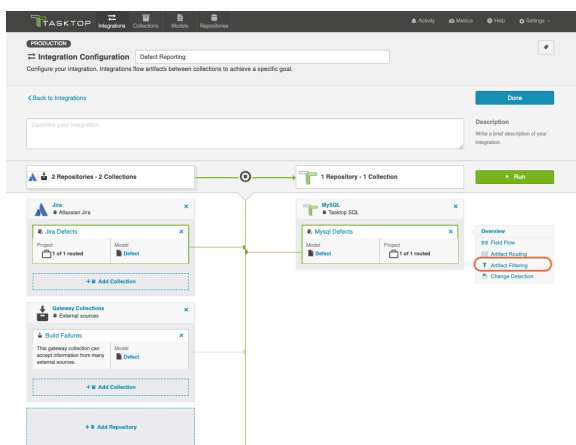 TASKTOP
Integrations
Collections
Models
Repositories
Activity
Metrics
Help
Settings
PRODUCTION
Integration Configuration
Defect Reporting
Configure your integration. Integrations flow artifacts between collections to achieve a specific goal.
Back to Integrations
Done
Describe your integration
Description
Write a brief description of your
integration.
2 Repositories - 2 Collections
1 Repository - 1 Collection
Run
Jira
Atlassian Jira
Jira Defects
Project
1 of 1 routed
Model
Defect
+ Add Collection
MySQL
Tasktop SQL
Mysql Defects
Model
Defect
Project
1 of 1 routed
Overview
Field Flow
Artifact Routing
Artifact Filtering
Change Detection
Gateway Collections
External sources
Build Failures
This gateway collection can
accept information from many
external sources.
Model
Defect
+ Add Collection
+ Add Repository